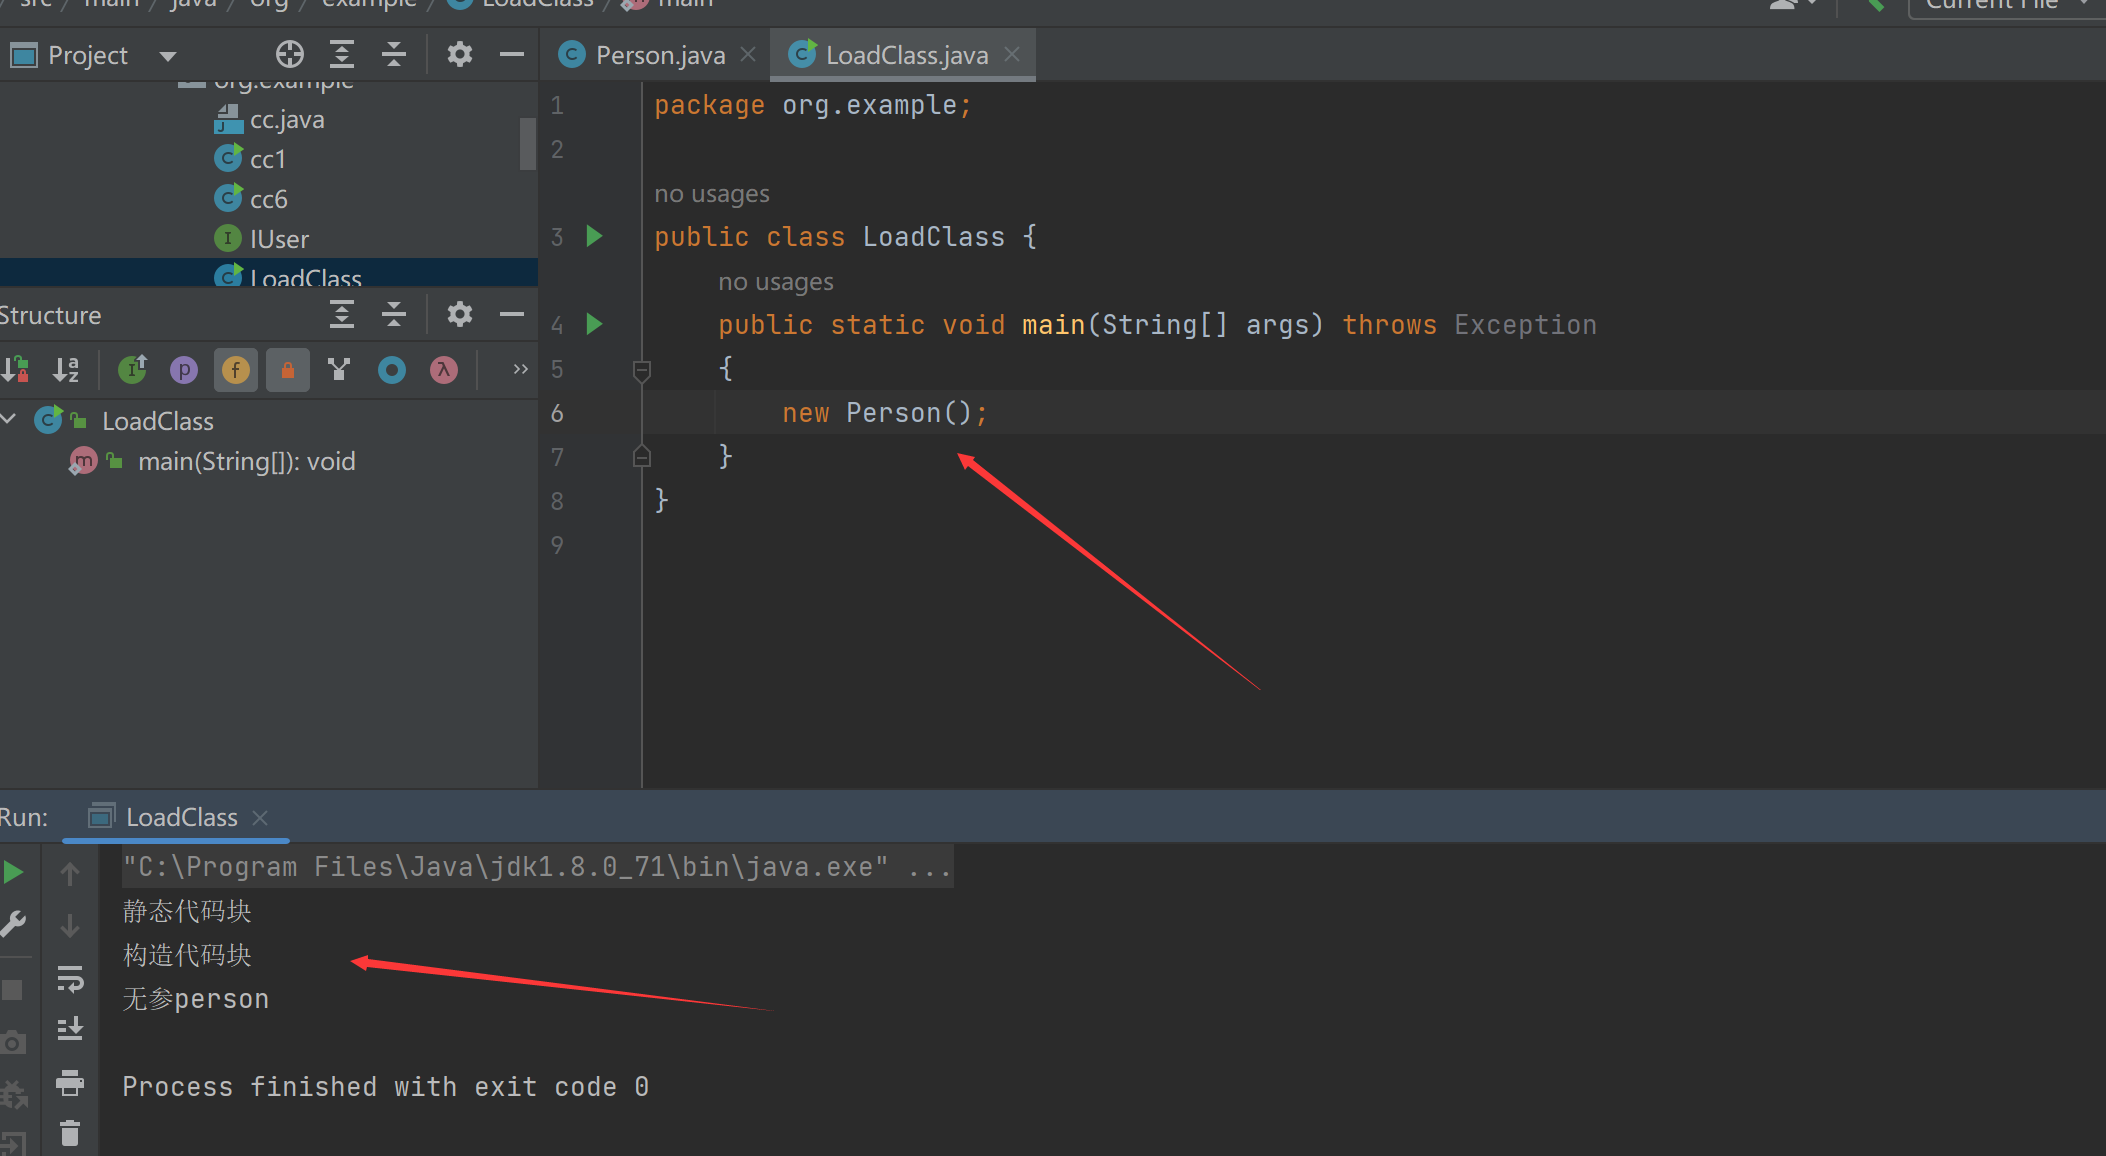 src / main / java / org / example / LoadClass / main
Current File
Project
Person.java
LoadClass.java
org.example
cc.java
cc1
cc6
IUser
LoadClass
Structure
LoadClass
main(String[]): void
1 package org.example;
2
no usages
3 public class LoadClass {
no usages
4 public static void main(String[] args) throws Exception
5 {
6 new Person();
7 }
8 }
9
Run: LoadClass
"C:\Program Files\Java\jdk1.8.0_71\bin\java.exe" ...
静态代码块
构造代码块
无参person
Process finished with exit code 0